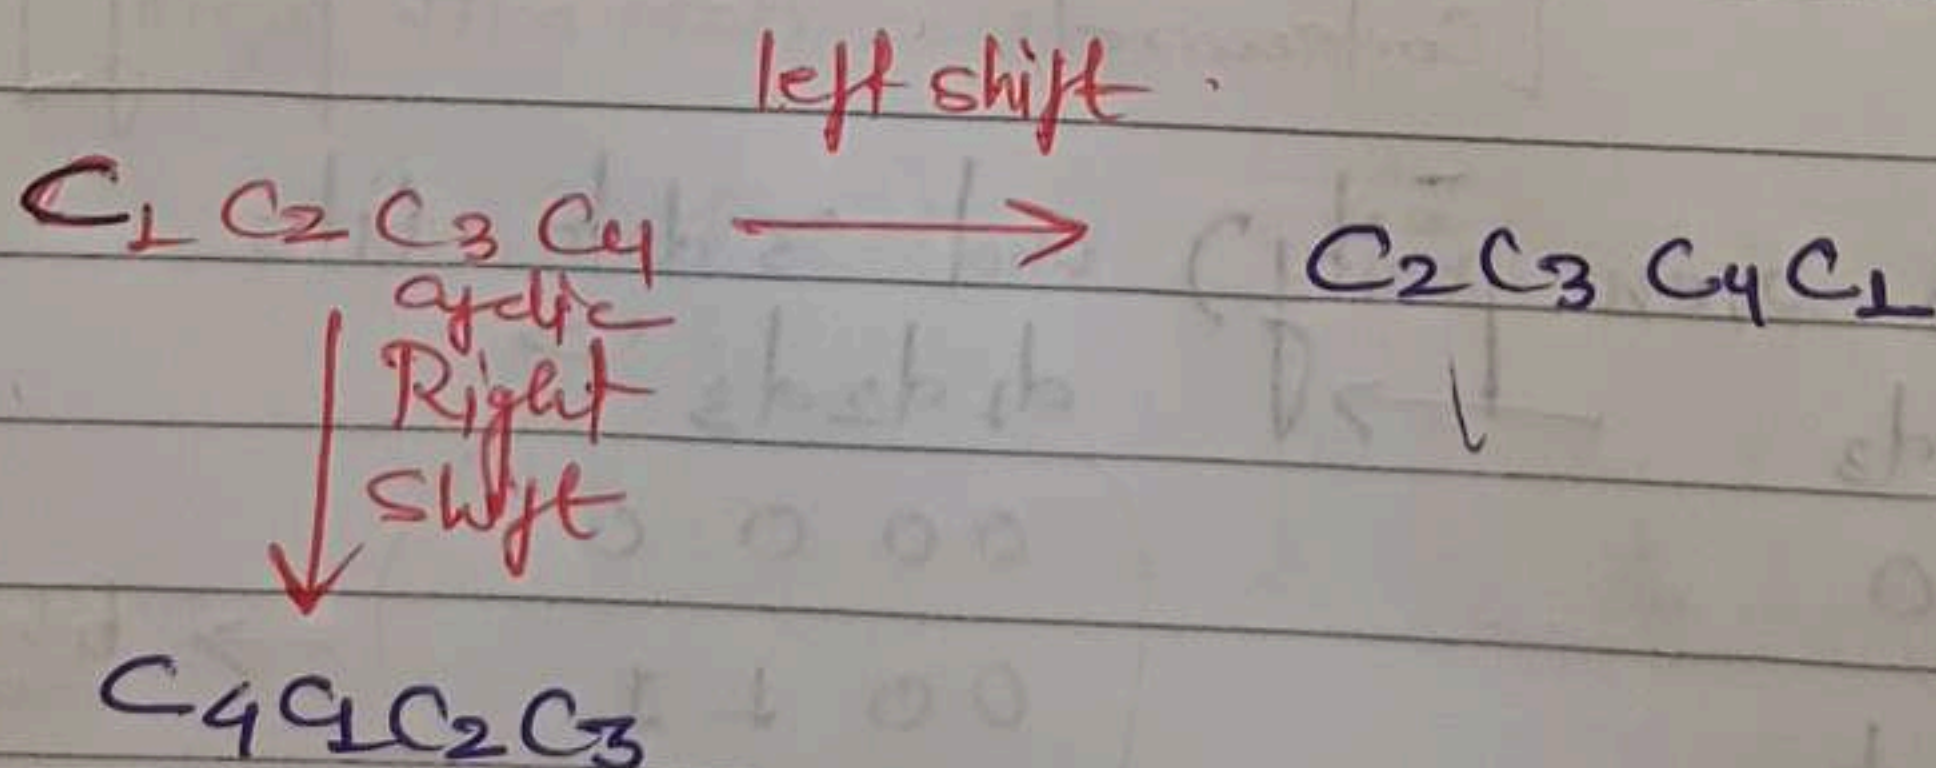 left shift.
C1 C2 C3 C4 → C2 C3 C4 C1
cyclic
Right
Shift
C4 C1 C2 C3